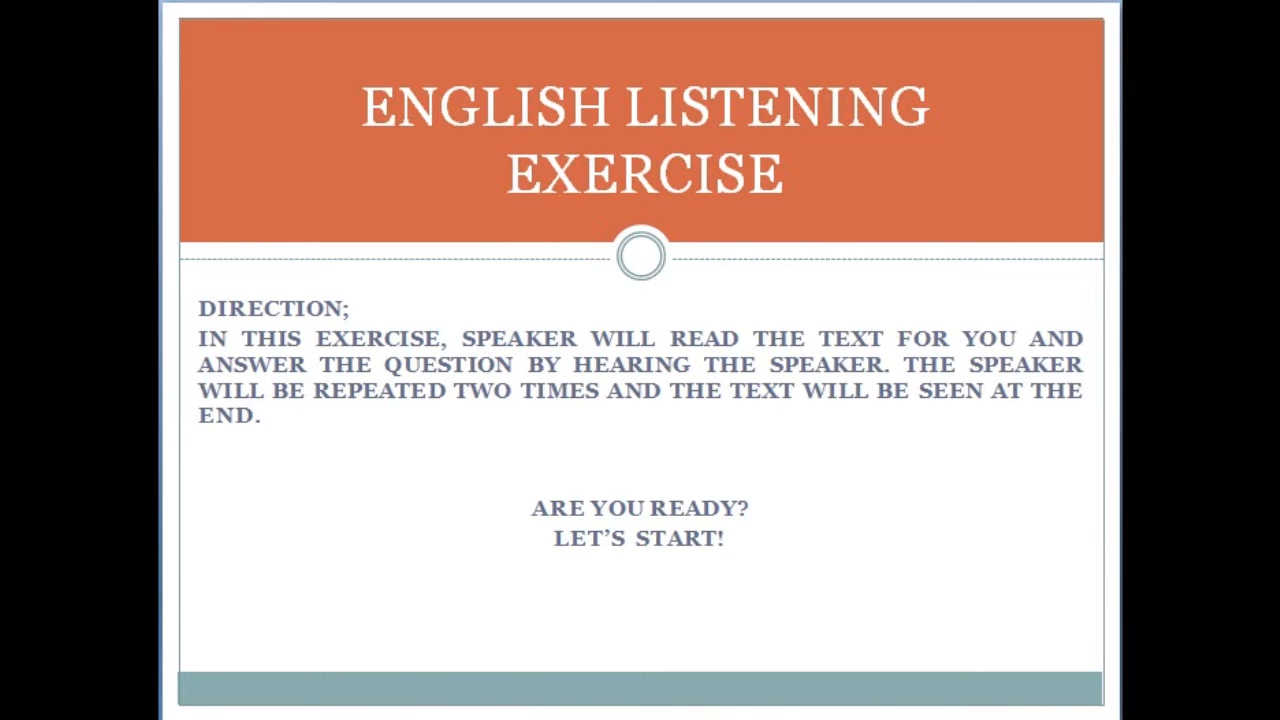 ENGLISH LISTENING
EXERCISE
DIRECTION;
IN THIS EXERCISE, SPEAKER WILL READ THE TEXT FOR YOU AND
ANSWER THE QUESTION BY HEARING THE SPEAKER. THE SPEAKER
WILL BE REPEATED TWO TIMES AND THE TEXT WILL BE SEEN AT THE
END.
ARE YOU READY?
LET’S START!